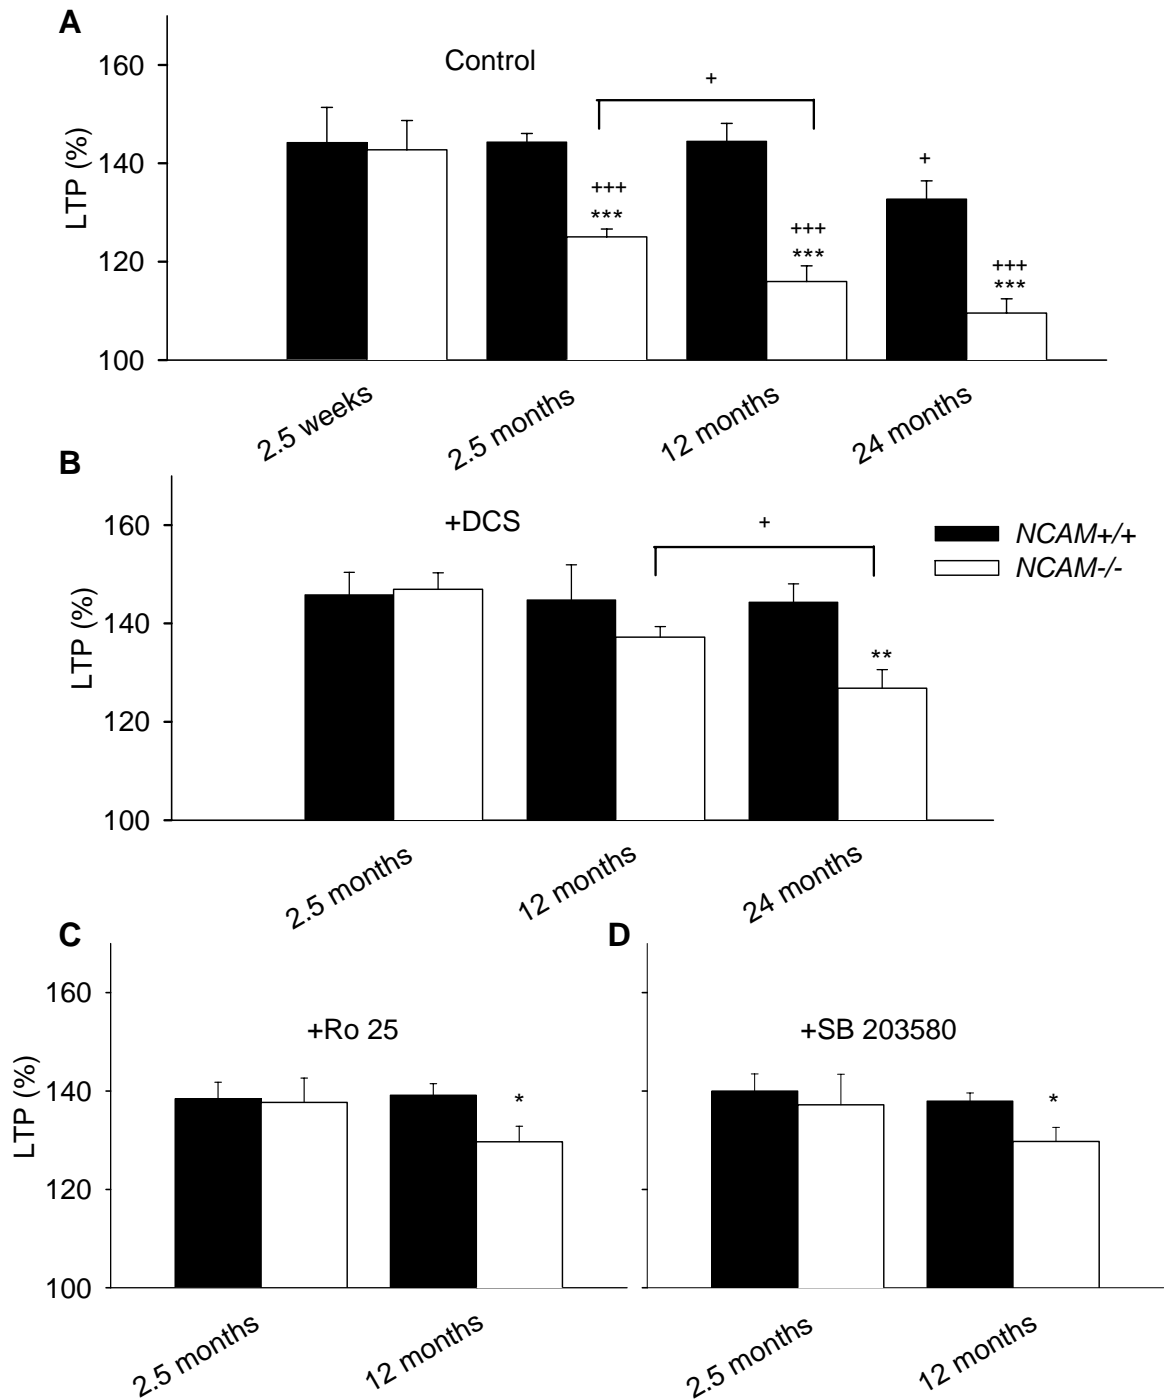 A
Control
LTP (%)
160
140
120
100
+
+++
***
+++
***
+
+++
***
2.5 weeks
2.5 months
12 months
24 months
B
+DCS
LTP (%)
160
140
120
100
+
**
NCAM+/+
NCAM-/-
2.5 months
12 months
24 months
C
+Ro 25
LTP (%)
160
140
120
100
*
2.5 months
12 months
D
+SB 203580
*
2.5 months
12 months